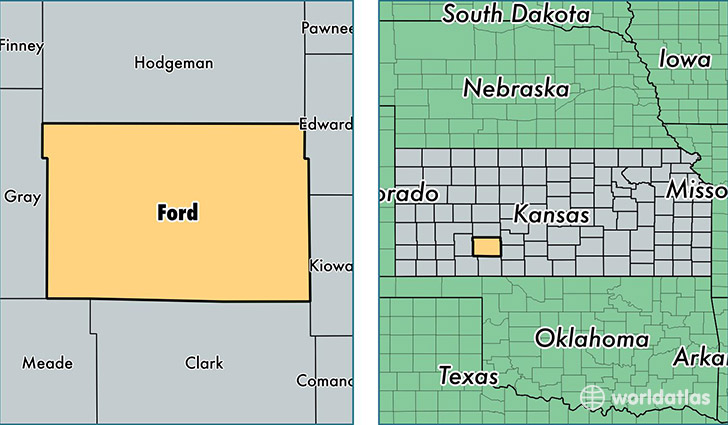 Finney
Pawnee
Hodgeman
Edward
Gray
Ford
Kiowa
Meade
Clark
Comanc
South Dakota
Iowa
Nebraska
orado
Kansas
Misso
Oklahoma
Arka
Texas
worldatlas